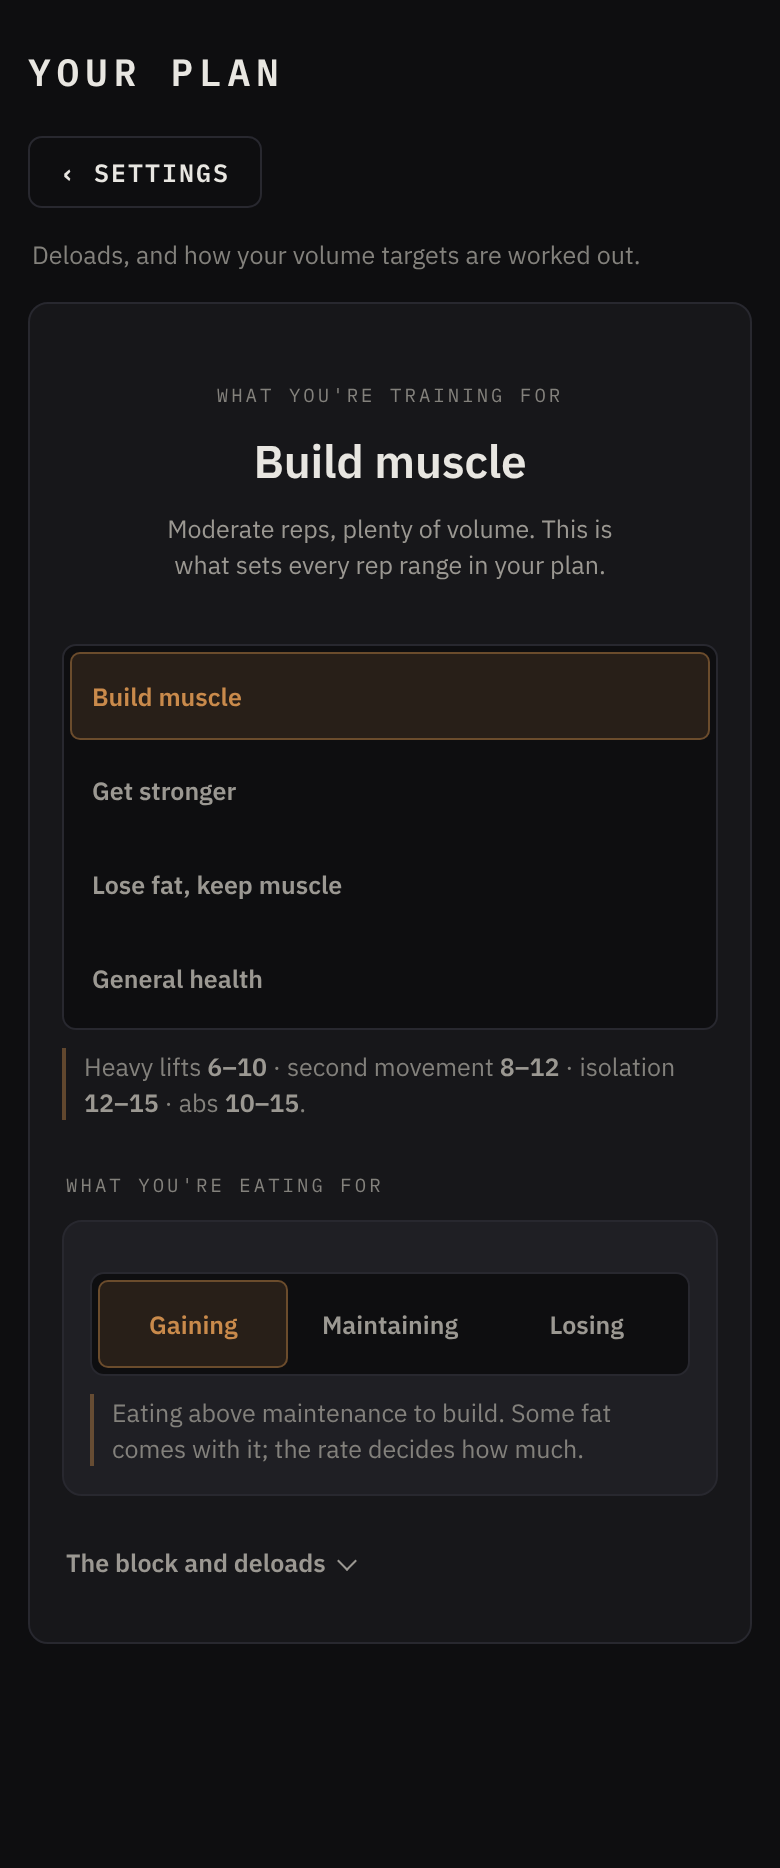 YOUR PLAN
‹ SETTINGS
Deloads, and how your volume targets are worked out.
WHAT YOU'RE TRAINING FOR
Build muscle
Moderate reps, plenty of volume. This is
what sets every rep range in your plan.
Build muscle
Get stronger
Lose fat, keep muscle
General health
Heavy lifts 6–10 · second movement 8–12 · isolation
12–15 · abs 10–15.
WHAT YOU'RE EATING FOR
Gaining Maintaining Losing
Eating above maintenance to build. Some fat
comes with it; the rate decides how much.
The block and deloads